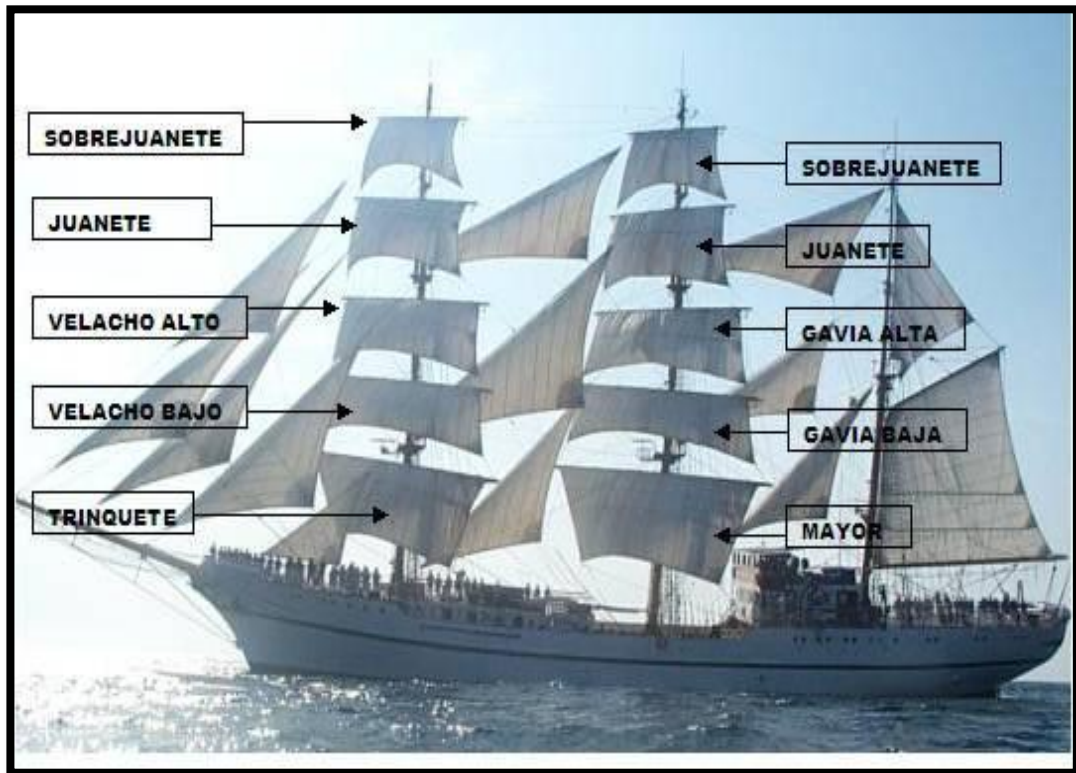 SOBREJUANETE
SOBREJUANETE
JUANETE
JUANETE
VELACHO ALTO
GAVIA ALTA
VELACHO BAJO
GAVIA BAJA
TRINQUETE
MAYOR